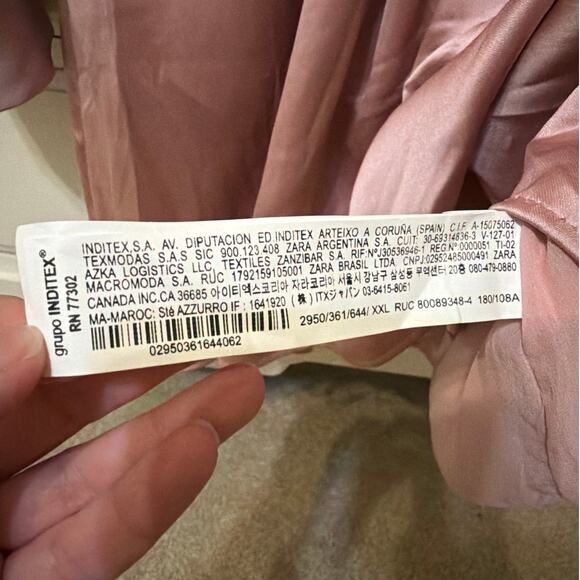 grupo INDITEX®
RN 77302
INDITEX,S.A. AV. DIPUTACION ED.INDITEX ARTEIXO A CORUÑA (SPAIN) C.I.F. A-15075062
TEXMODAS S.A.S SIC 900.123.408 ZARA ARGENTINA S.A. CUIT: 30-69314836-3 V-127-01
AZKA LOGISTICS LLC TEXTILES ZANZIBAR S.A. RIF:NºJ30536946-1 REG.Nº:0000051 TI-02
MACROMODA S.A. RUC 1792159105001 ZARA BRASIL LTDA CNPJ:02952485000491 ZARA
CANADA INC.CA 36685 아이티엑스코리아 자라코리아 서울시 강남구 삼성동 무역센터 20층 080-479-0880
MA-MAROC: Sté AZZURRO IF : 1641920 (株) ITXジャパン 03-6415-8061
2950/361/644/ XXL RUC 80089348-4 180/108A
02950361644062